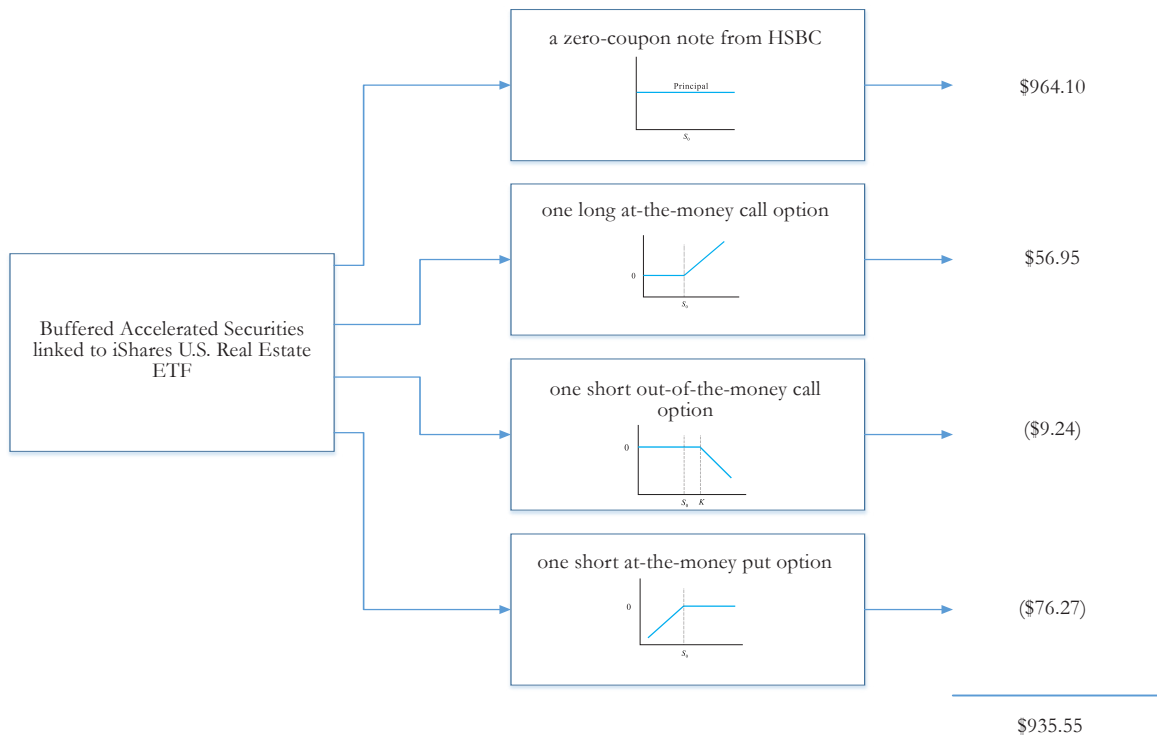 a zero-coupon note from HSBC
Principal
S₀
$964.10
one long at-the-money call option
0
S₀
$56.95
Buffered Accelerated Securities
linked to iShares U.S. Real Estate
ETF
one short out-of-the-money call
option
0
S₀ K
($9.24)
one short at-the-money put option
0
S₀
($76.27)
$935.55